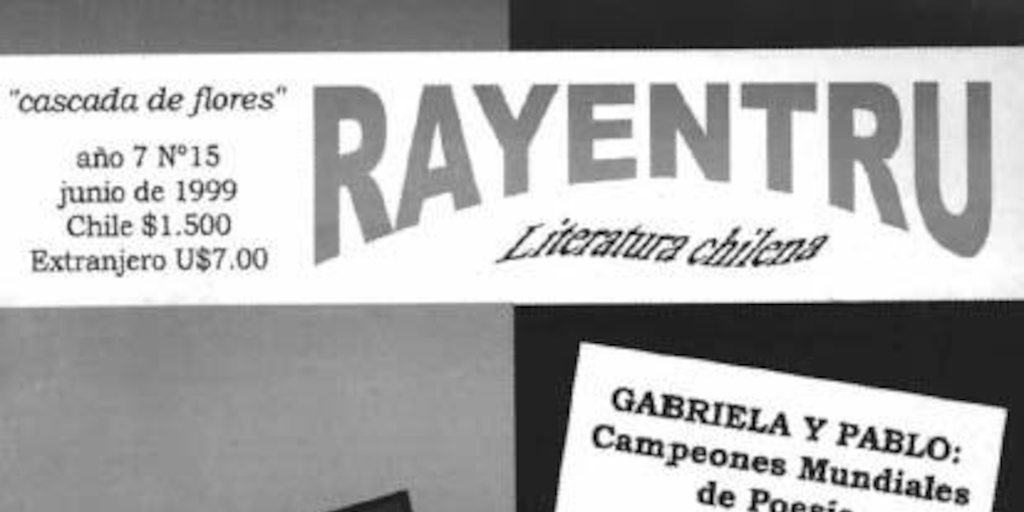 "cascada de flores"
año 7 N°15
junio de 1999
Chile $1.500
Extranjero U$7.00
RAYENTRU
Literatura chilena
GABRIELA Y PABLO:
Campeones Mundiales
de